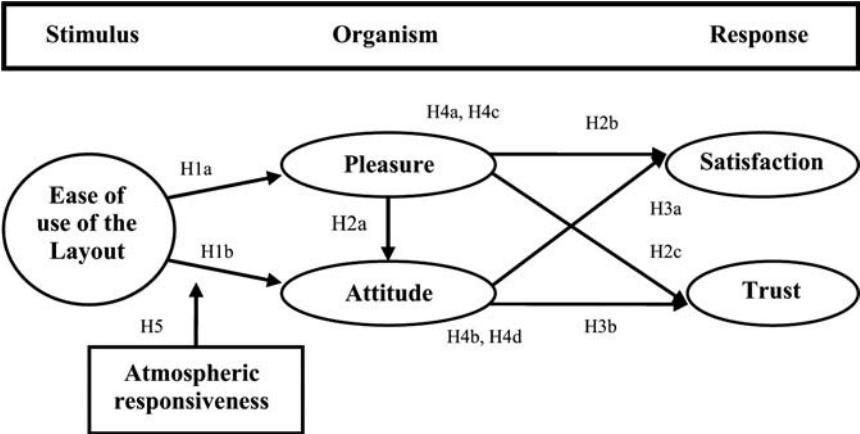 Stimulus Organism Response
H4a, H4c
H2b
H1a
Pleasure
Satisfaction
Ease of
use of the
Layout
H2a
H3a
H1b
H2c
Attitude
Trust
H5
H4b, H4d
H3b
Atmospheric
responsiveness